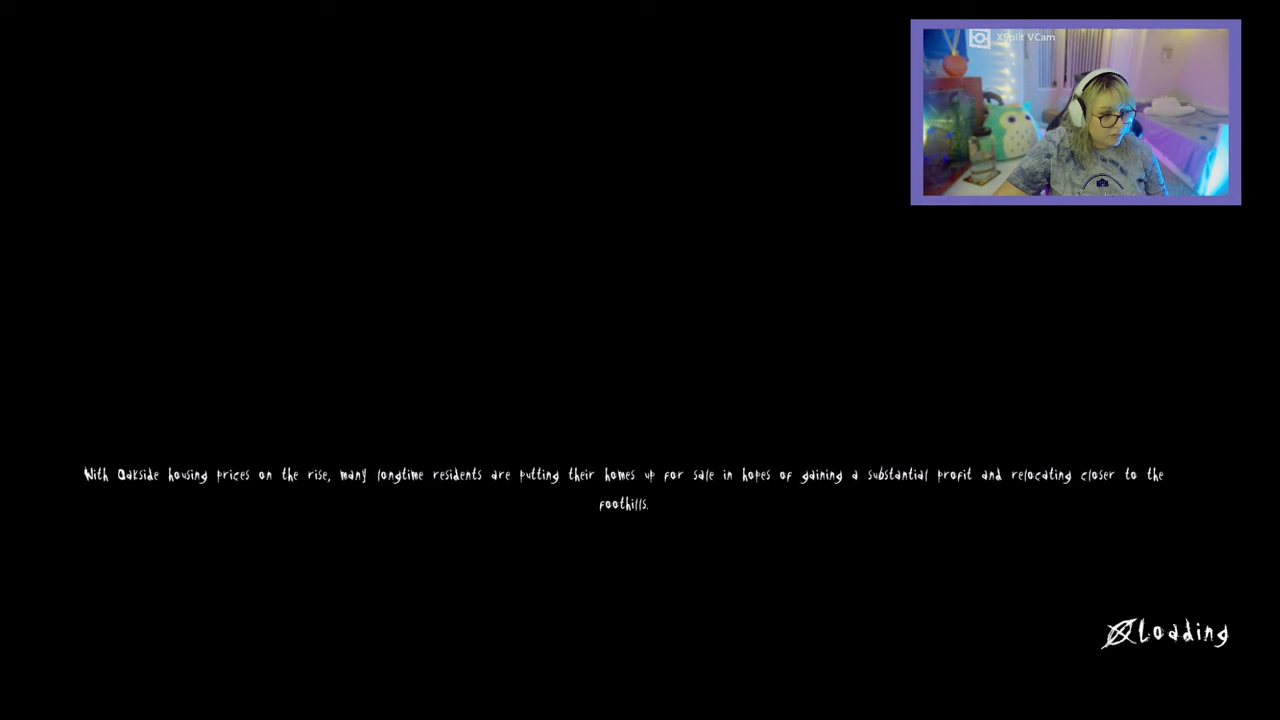 XSplit VCam
With Oakside housing prices on the rise, many longtime residents are putting their homes up for sale in hopes of gaining a substantial profit and relocating closer to the
foothills.
Loading